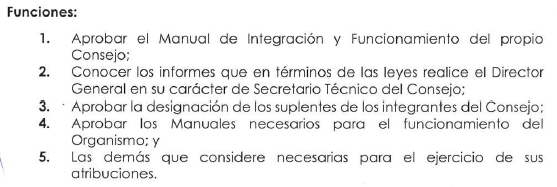 Funciones:
1. Aprobar el Manual de Integración y Funcionamiento del propio
Consejo;
2. Conocer los informes que en términos de las leyes realice el Director
General en su carácter de Secretario Técnico del Consejo;
3. Aprobar la designación de los suplentes de los integrantes del Consejo;
4. Aprobar los Manuales necesarios para el funcionamiento del
Organismo; y
5. Las demás que considere necesarias para el ejercicio de sus
atribuciones.